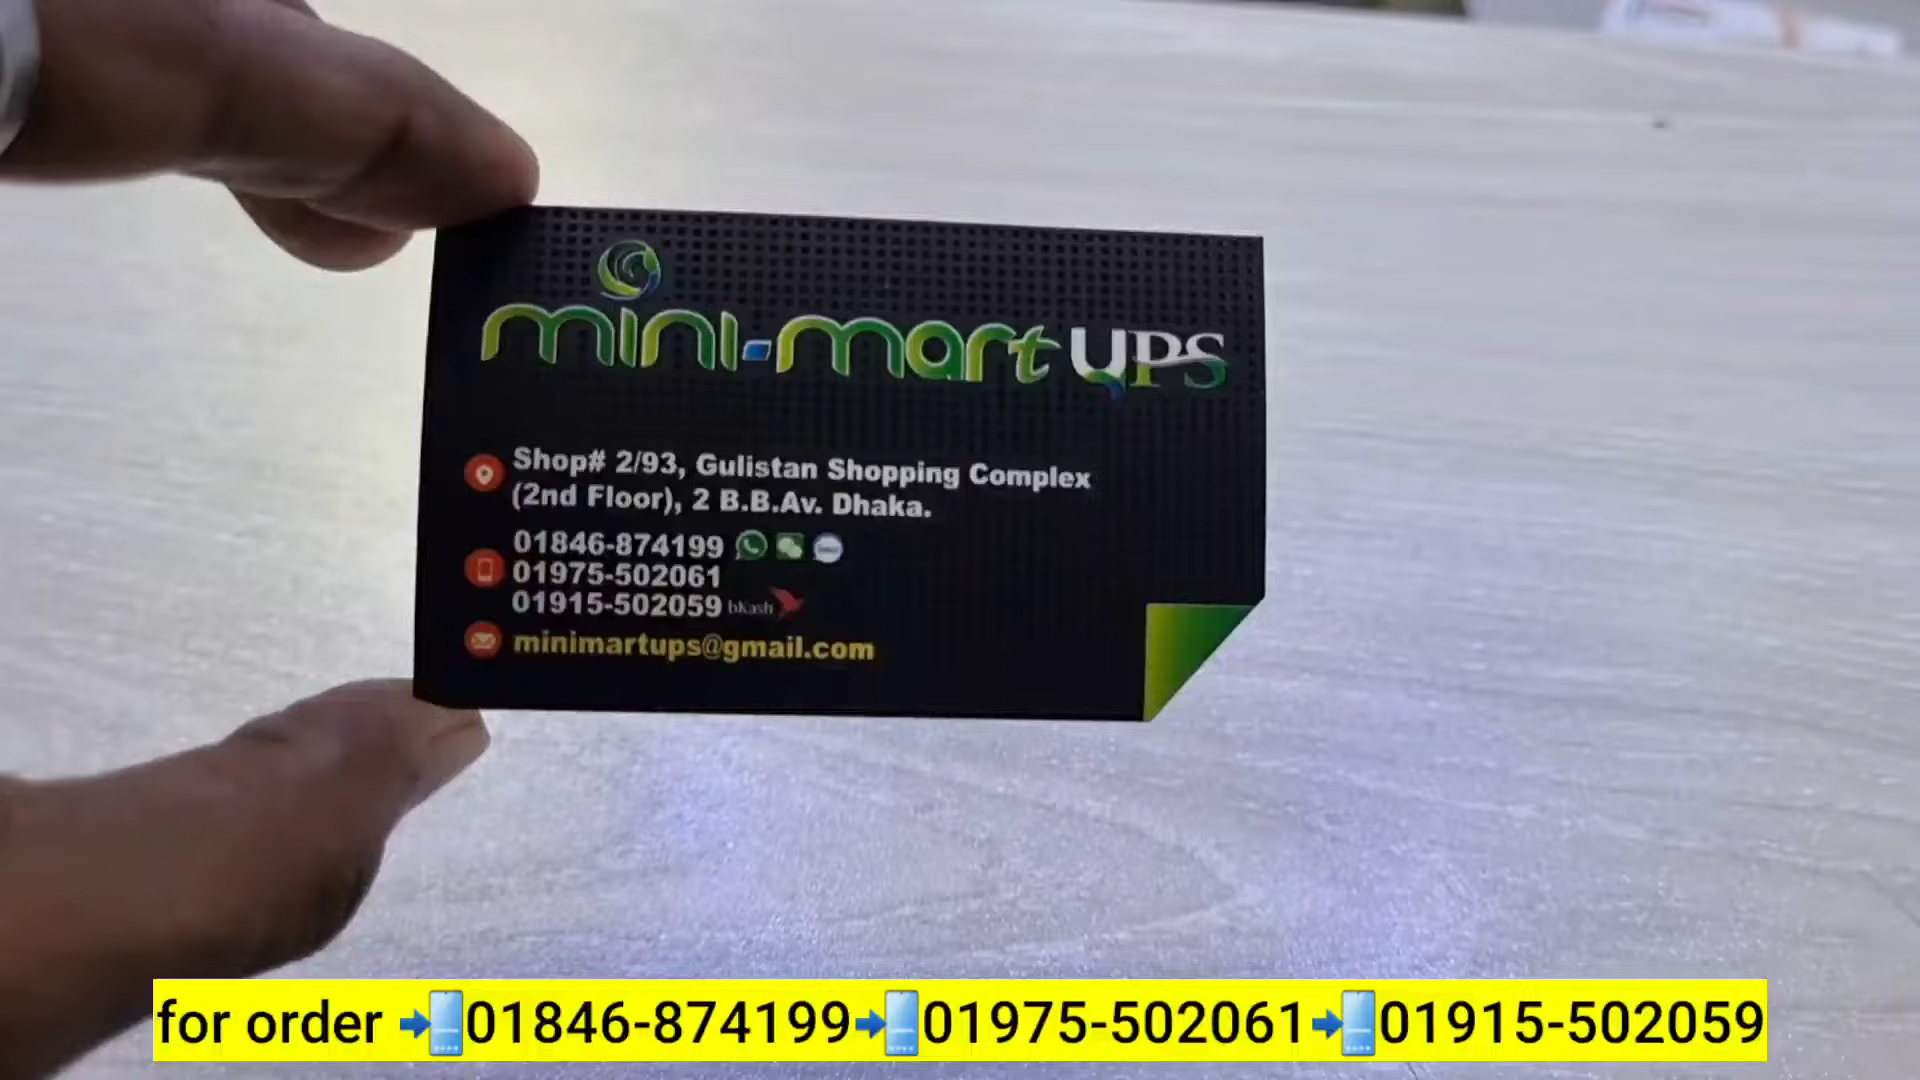 mini-mart UPS
Shop# 2/93, Gulistan Shopping Complex
(2nd Floor), 2 B.B.Av. Dhaka.
01846-874199
01975-502061
01915-502059 bKash
minimartups@gmail.com
for order 01846-874199 01975-502061 01915-502059